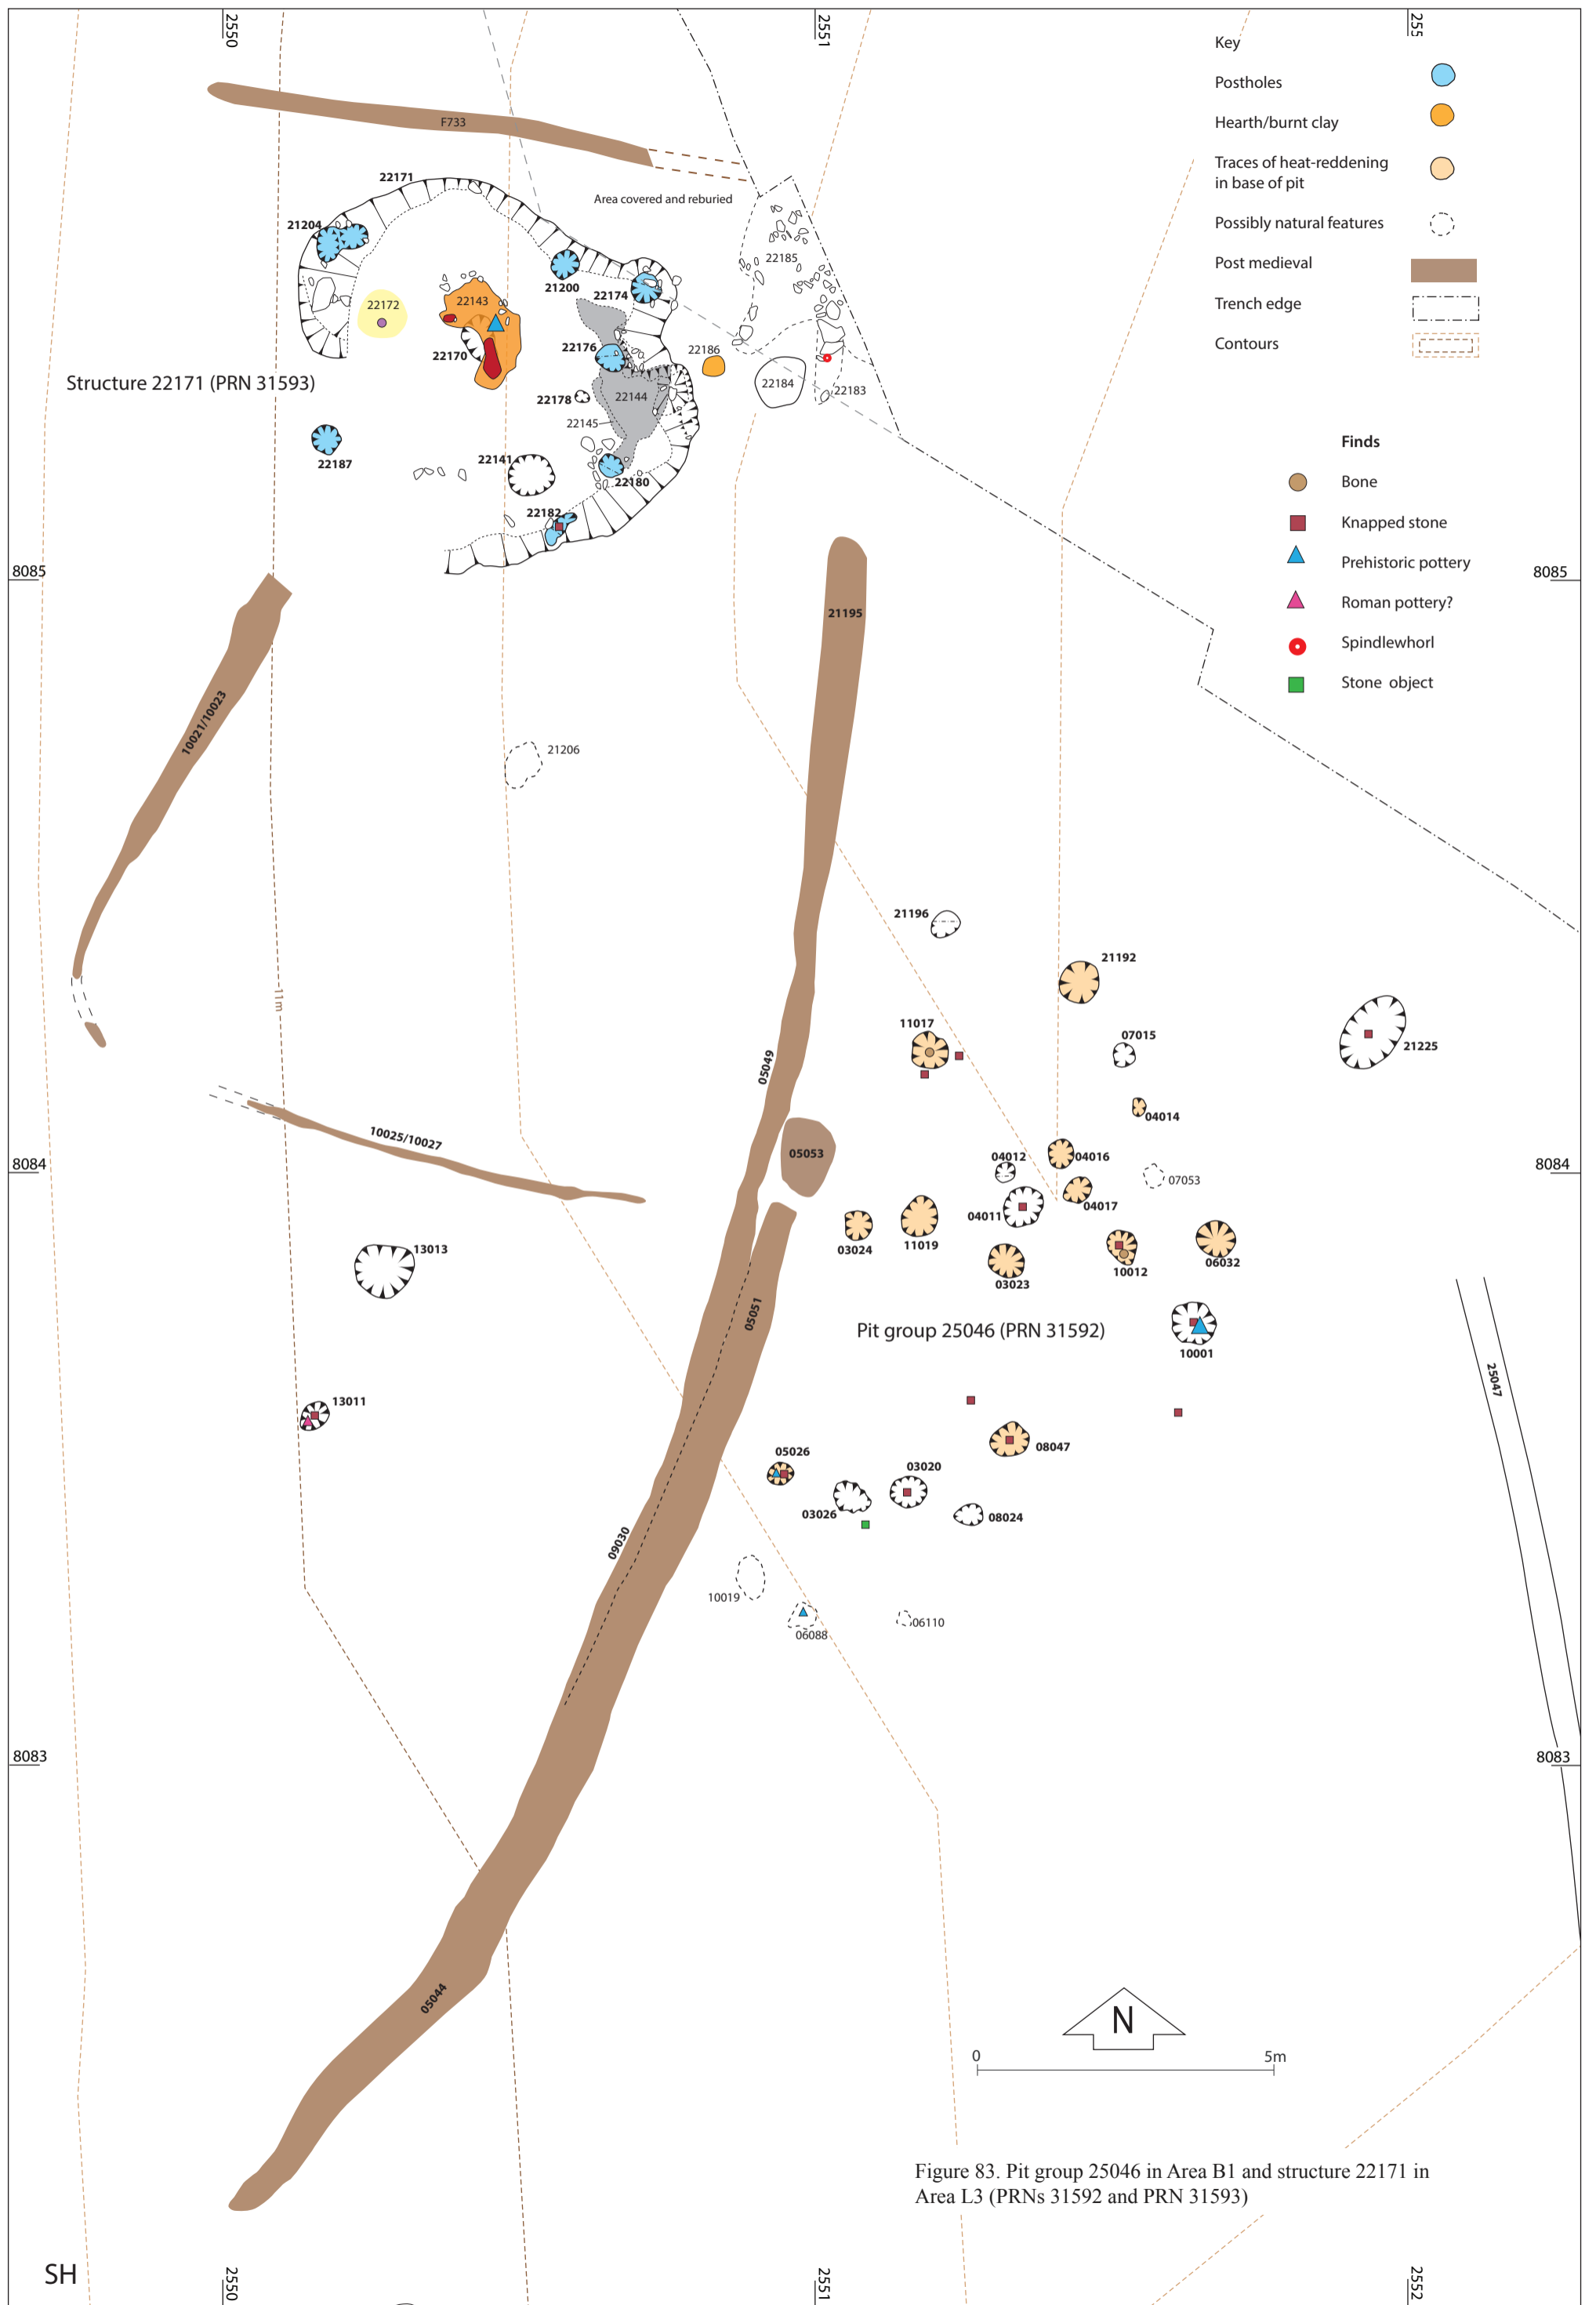 2550
2551
255
Key
Postholes
Hearth/burnt clay
Traces of heat-reddening
in base of pit
Possibly natural features
Post medieval
Trench edge
Contours
Finds
Bone
Knapped stone
Prehistoric pottery
Roman pottery?
Spindlewhorl
Stone object
F733
22171
Area covered and reburied
21204
22185
21200
22174
22172
22143
22176
22170
22186
Structure 22171 (PRN 31593)
22184
22183
22178
22144
22145
22187
22141
22180
22182
8085
8085
21195
10021/10023
21206
21196
21192
11m
11017
07015
21225
05049
04014
10025/10027
05053
04012
04016
8084
8084
07053
04017
04011
03024
11019
13013
10012
06032
03023
05051
Pit group 25046 (PRN 31592)
10001
25047
13011
08047
05026
03020
03026
08024
09030
10019
06110
06088
8083
8083
05044
N
0
5m
Figure 83. Pit group 25046 in Area B1 and structure 22171 in
Area L3 (PRNs 31592 and PRN 31593)
SH
2550
2551
2552